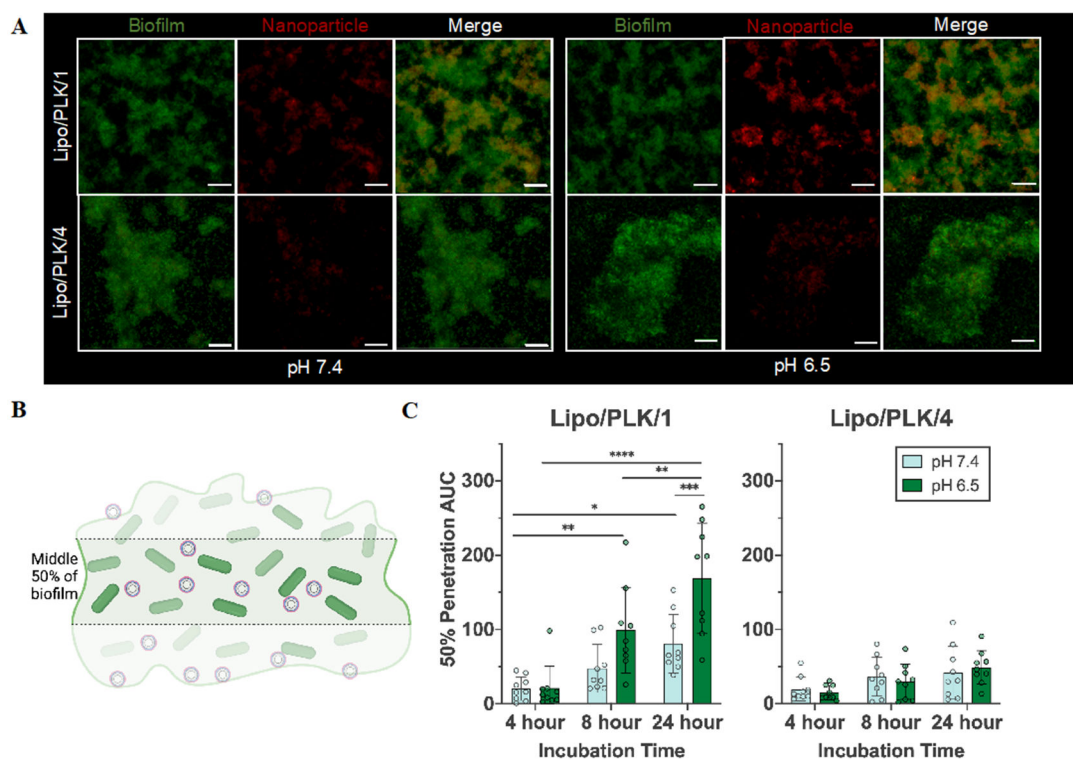 A
Biofilm Nanoparticle Merge Biofilm Nanoparticle Merge
Lipo/PLK/1
Lipo/PLK/4
pH 7.4 pH 6.5
B
Middle
50% of
biofilm
C
Lipo/PLK/1
50% Penetration AUC
300
200
100
0
****
**
***
*
**
4 hour 8 hour 24 hour
Incubation Time
Lipo/PLK/4
pH 7.4
pH 6.5
300
200
100
0
4 hour 8 hour 24 hour
Incubation Time